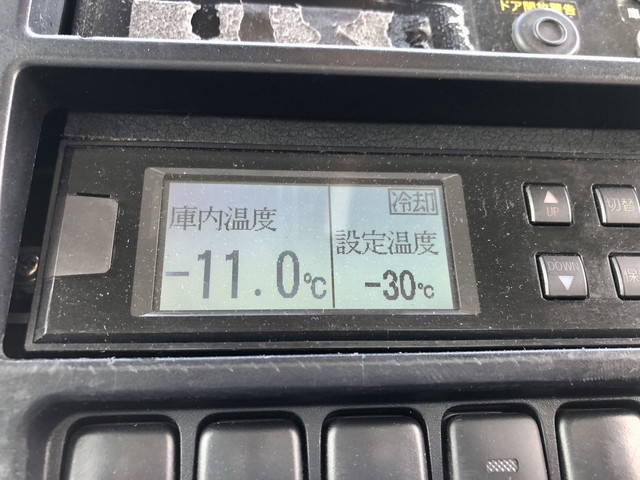 ドア開放警告
冷却
庫内温度
設定温度
-11.0℃
-30℃
UP
切替
DOWN